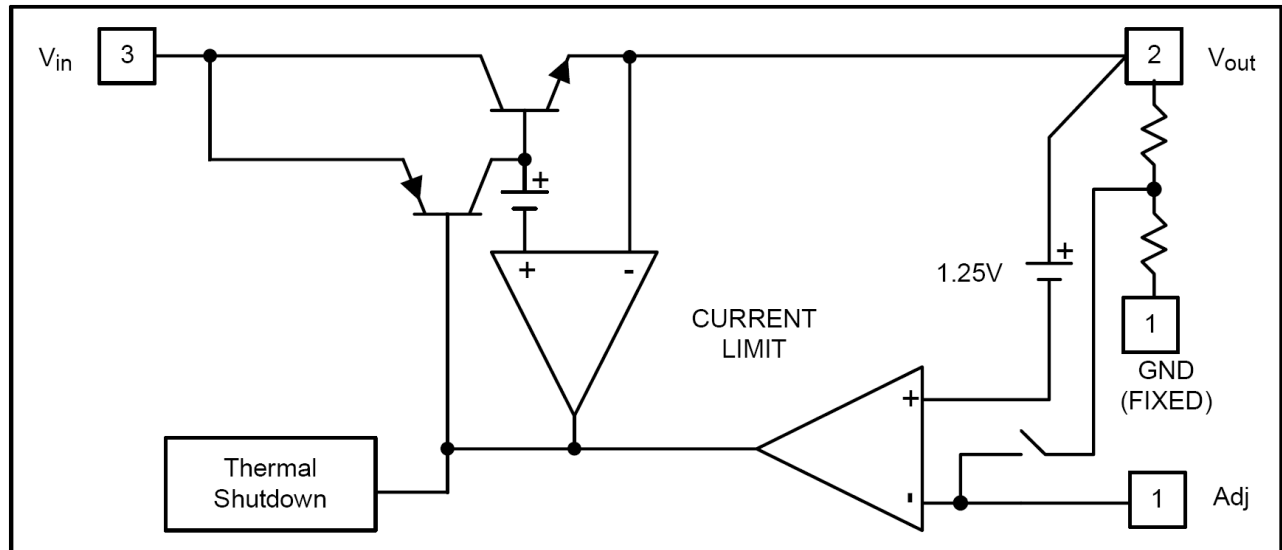 Vin
3
2
Vout
+
+
-
1.25V
+
1
GND
(FIXED)
CURRENT
LIMIT
+
Thermal
Shutdown
-
1
Adj